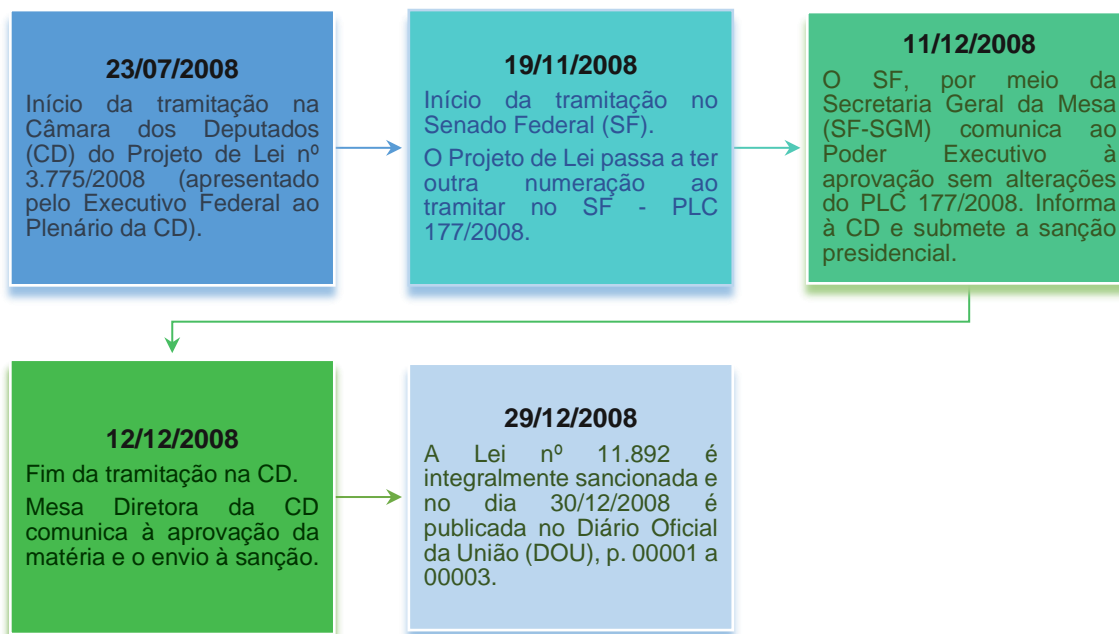 23/07/2008
Início da tramitação na
Câmara dos Deputados
(CD) do Projeto de Lei nº
3.775/2008 (apresentado
pelo Executivo Federal ao
Plenário da CD).
19/11/2008
Início da tramitação no
Senado Federal (SF).
O Projeto de Lei passa a ter
outra numeração ao
tramitar no SF - PLC
177/2008.
11/12/2008
O SF, por meio da
Secretaria Geral da Mesa
(SF-SGM) comunica ao
Poder Executivo à
aprovação sem alterações
do PLC 177/2008. Informa
à CD e submete a sanção
presidencial.
12/12/2008
Fim da tramitação na CD.
Mesa Diretora da CD
comunica à aprovação da
matéria e o envio à sanção.
29/12/2008
A Lei nº 11.892 é
integralmente sancionada e
no dia 30/12/2008 é
publicada no Diário Oficial
da União (DOU), p. 00001 a
00003.